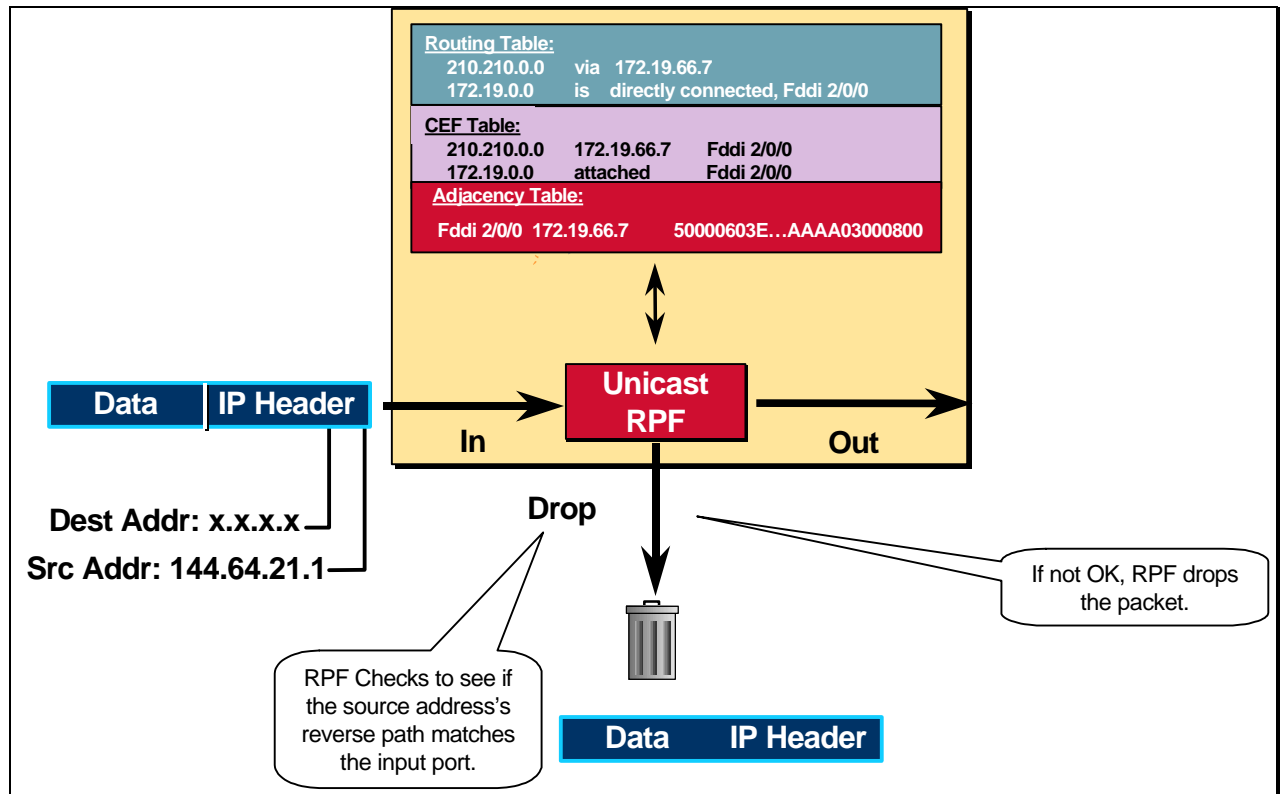 Routing Table:
210.210.0.0 via 172.19.66.7
172.19.0.0 is directly connected, Fddi 2/0/0
CEF Table:
210.210.0.0 172.19.66.7 Fddi 2/0/0
172.19.0.0 attached Fddi 2/0/0
Adjacency Table:
Fddi 2/0/0 172.19.66.7 50000603E…AAAA03000800
Data IP Header
In
Unicast
RPF
Out
Dest Addr: x.x.x.x
Src Addr: 144.64.21.1
Drop
If not OK, RPF drops
the packet.
RPF Checks to see if
the source address’s
reverse path matches
the input port.
Data IP Header